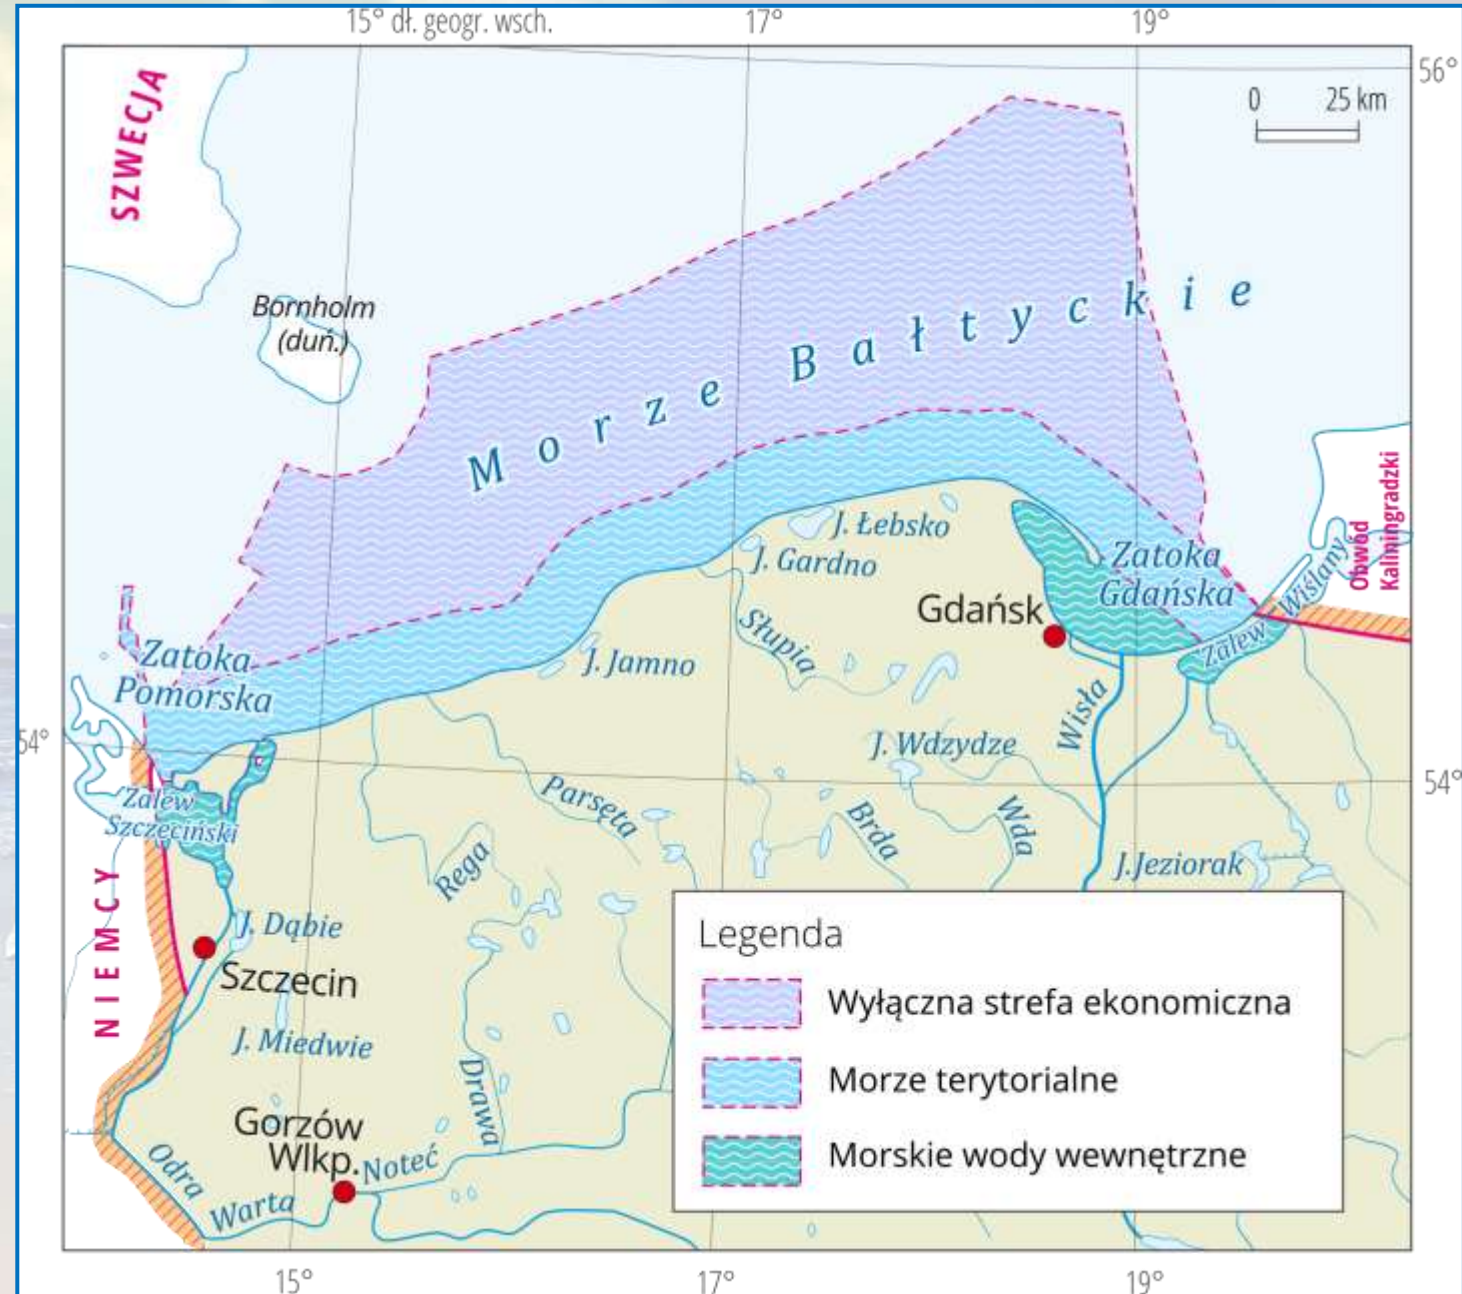 15° dł. geogr. wsch.
17°
19°
56°
0 25 km
SZWECJA
Bornholm
(duń.)
Morze Bałtyckie
Obwód
Kaliningradzki
J. Łebsko
J. Gardno
Zatoka
Gdańska
Zalew Wiślany
Gdańsk
Słupia
J. Jamno
Zatoka
Pomorska
Wisła
54°
J. Wdzydze
54°
Zalew
Szczeciński
Parsęta
Brda
Wda
Rega
J.Jeziorak
NIEMCY
J. Dąbie
Szczecin
J. Miedwie
Drawa
Gorzów
Wlkp.
Noteć
Odra
Warta
Legenda
Wyłączna strefa ekonomiczna
Morze terytorialne
Morskie wody wewnętrzne
15°
17°
19°